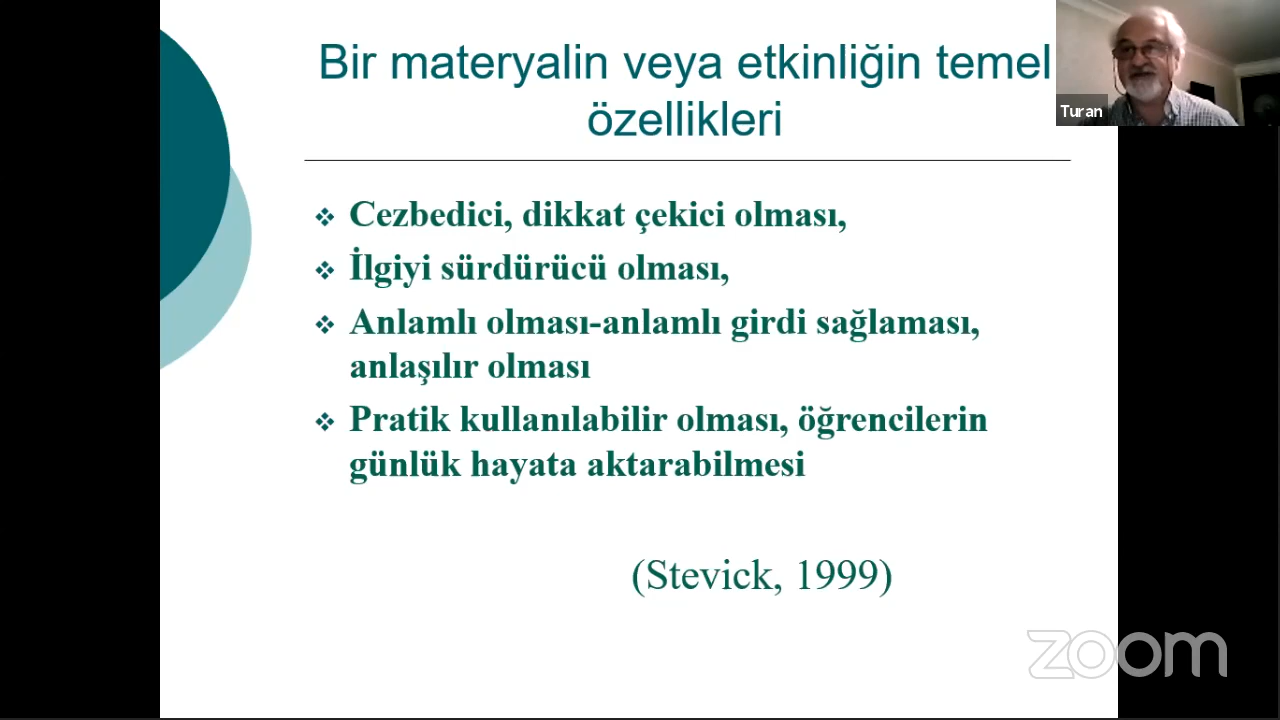 Bir materyalin veya etkinliğin temel
özellikleri
Turan
Cezbedici, dikkat çekici olması,
İlgiyi sürdürücü olması,
Anlamlı olması-anlamlı girdi sağlaması,
anlaşılır olması
Pratik kullanılabilir olması, öğrencilerin
günlük hayata aktarabilmesi
(Stevick, 1999)
zoom